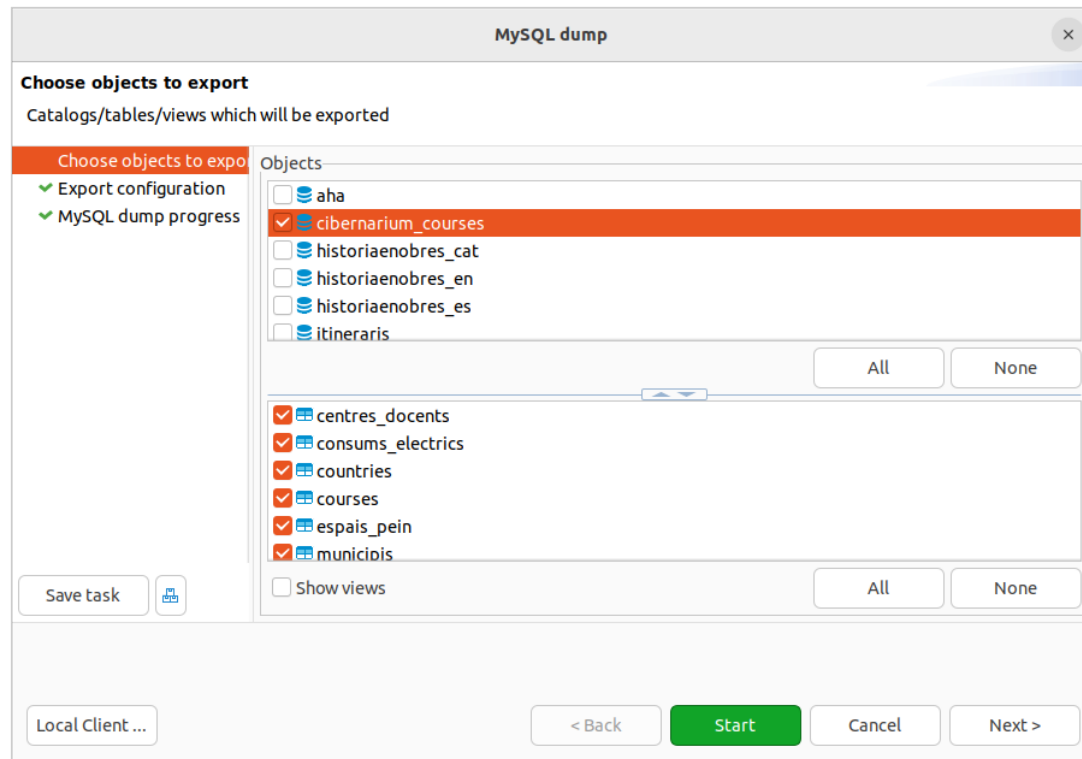 MySQL dump
Choose objects to export
Catalogs/tables/views which will be exported
Choose objects to expo
Export configuration
MySQL dump progress
Objects
aha
cibernarium_courses
historiaenobres_cat
historiaenobres_en
historiaenobres_es
itineraris
All None
centres_docents
consums_electrics
countries
courses
espais_pein
municipis
Show views All None
Save task
Local Client ... < Back Start Cancel Next >